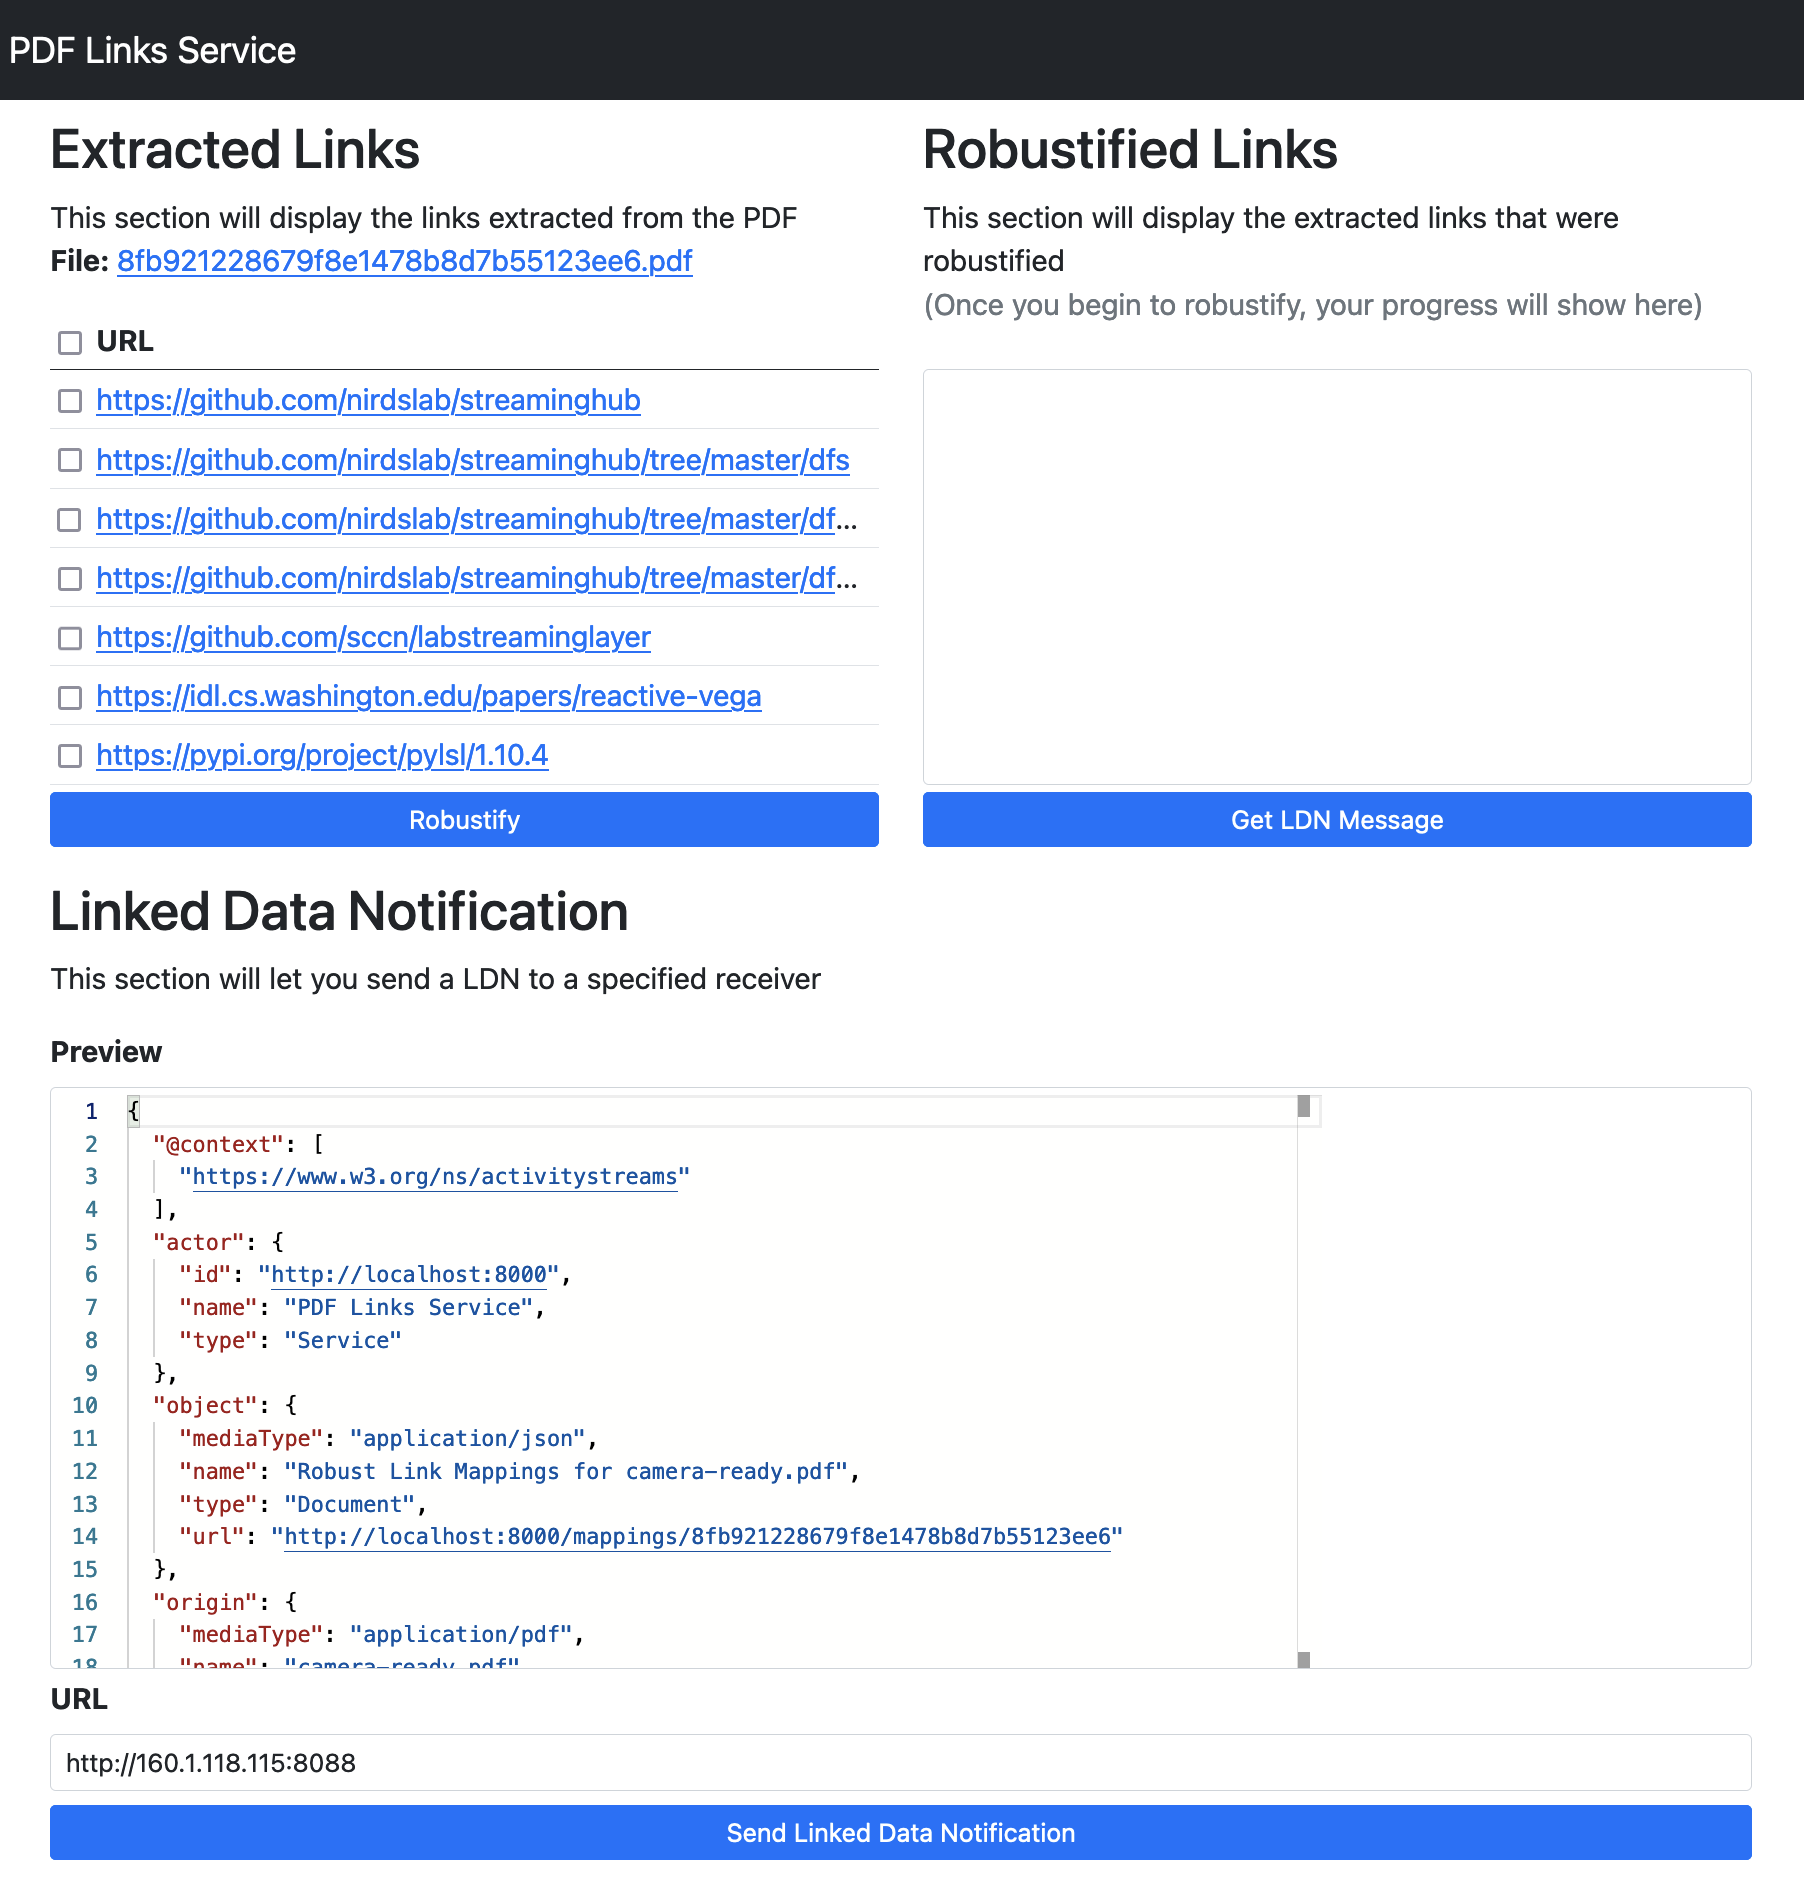 PDF Links Service
Extracted Links
This section will display the links extracted from the PDF
File: 8fb921228679f8e1478b8d7b55123ee6.pdf
URL
https://github.com/nirdslab/streaminghub
https://github.com/nirdslab/streaminghub/tree/master/dfs
https://github.com/nirdslab/streaminghub/tree/master/df...
https://github.com/nirdslab/streaminghub/tree/master/df...
https://github.com/sccn/labstreaminglayer
https://idl.cs.washington.edu/papers/reactive-vega
https://pypi.org/project/pylsl/1.10.4
Robustify
Robustified Links
This section will display the extracted links that were
robustified
(Once you begin to robustify, your progress will show here)
Get LDN Message
Linked Data Notification
This section will let you send a LDN to a specified receiver
Preview
1 {
2 "@context": [
3 "https://www.w3.org/ns/activitystreams"
4 ],
5 "actor": {
6 "id": "http://localhost:8000",
7 "name": "PDF Links Service",
8 "type": "Service"
9 },
10 "object": {
11 "mediaType": "application/json",
12 "name": "Robust Link Mappings for camera-ready.pdf",
13 "type": "Document",
14 "url": "http://localhost:8000/mappings/8fb921228679f8e1478b8d7b55123ee6"
15 },
16 "origin": {
17 "mediaType": "application/pdf",
18 "name": "camera-ready.pdf"
URL
http://160.1.118.115:8088
Send Linked Data Notification